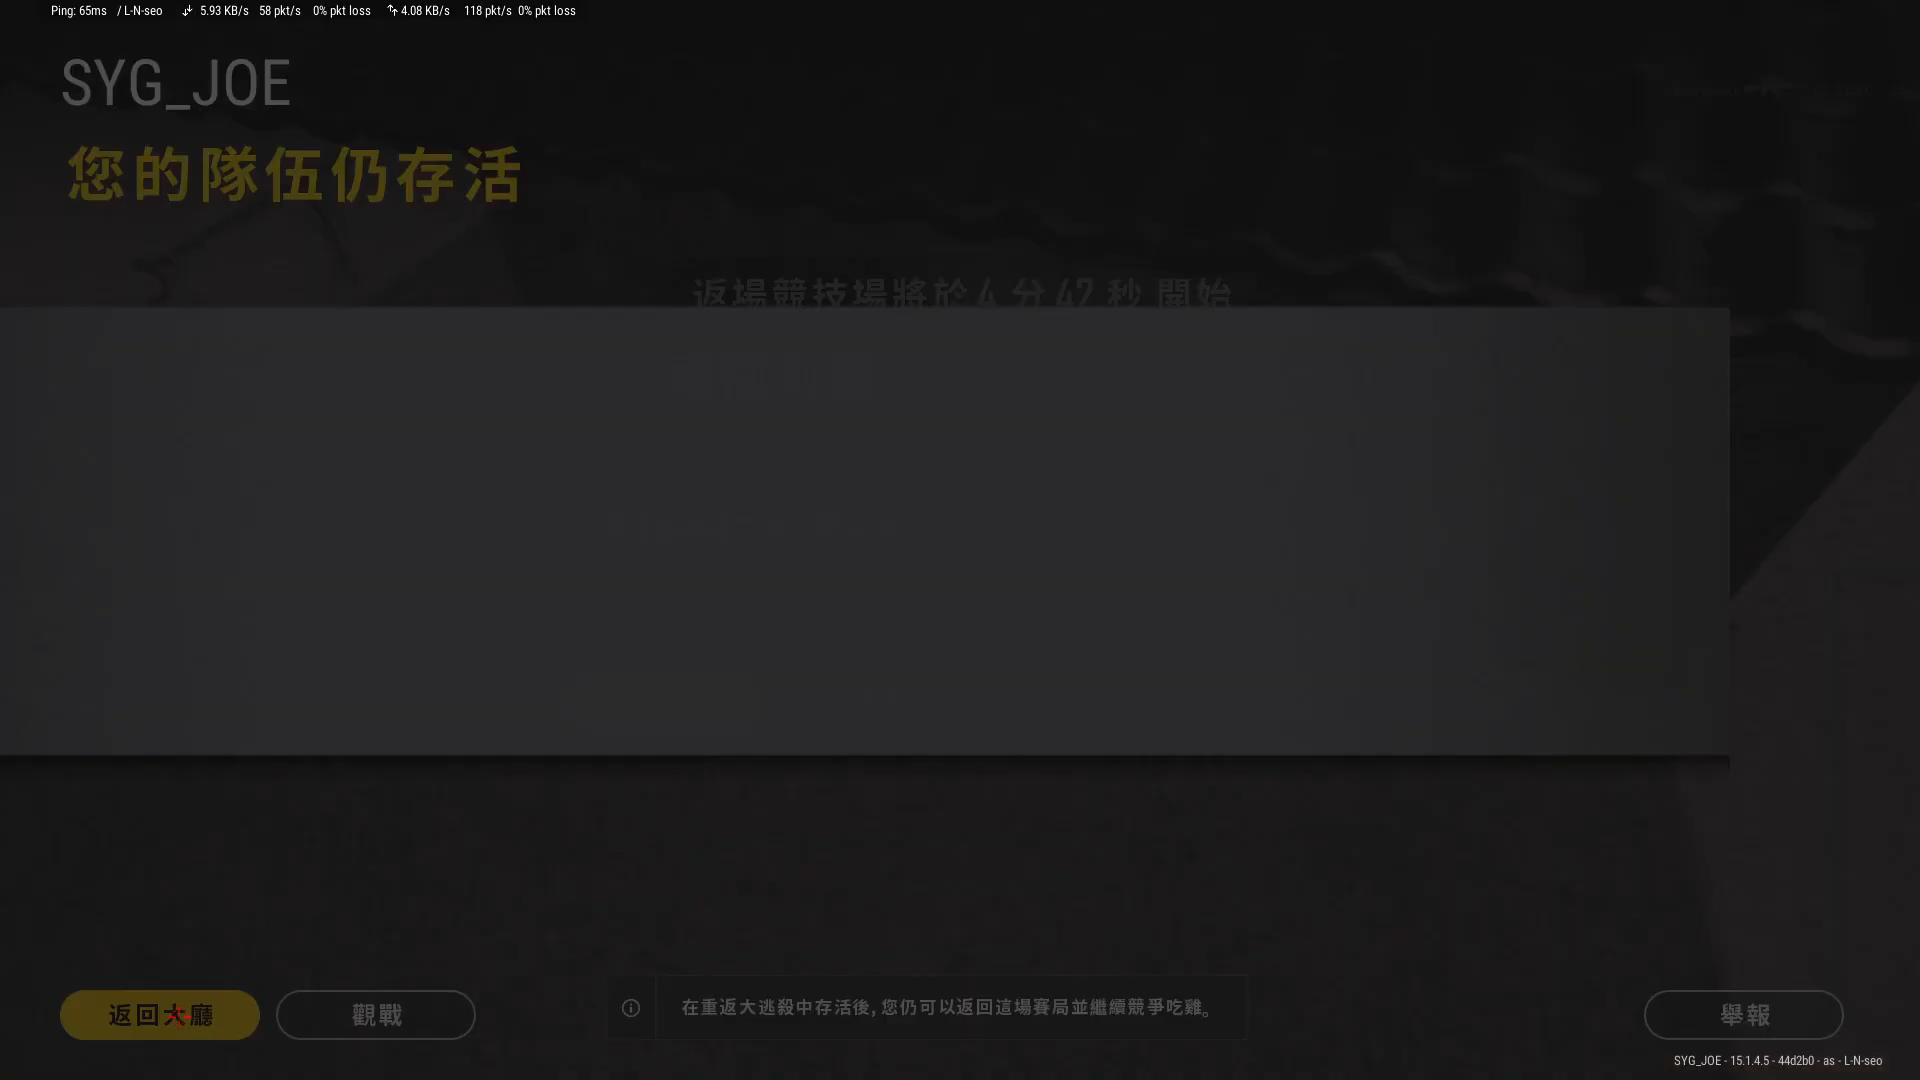 Ping: 65ms / L-N-seo 5.93 KB/s 58 pkt/s 0% pkt loss 4.08 KB/s 118 pkt/s 0% pkt loss
SYG_JOE
您的隊伍仍存活
返場競技場將於 4 分 47 秒 開始
返回大廳
觀戰
在重返大逃殺中存活後, 您仍可以返回這場賽局並繼續競爭吃雞。
舉報
SYG_JOE - 15.1.4.5 - 44d2b0 - as - L-N-seo